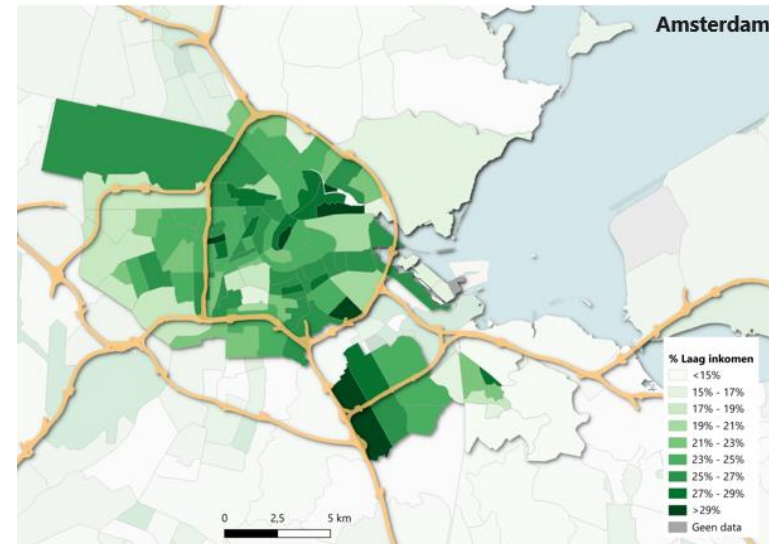 Amsterdam
% Laag inkomen
<15%
15% - 17%
17% - 19%
19% - 21%
21% - 23%
23% - 25%
25% - 27%
27% - 29%
>29%
Geen data
0 2,5 5 km